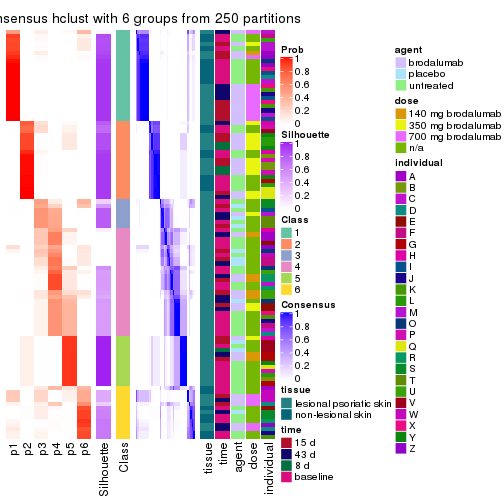 nsensus hclust with 6 groups from 250 partitions
Prob
1
0.8
0.6
0.4
0.2
0
Silhouette
1
0.8
0.6
0.4
0.2
0
Class
1
2
3
4
5
6
Consensus
1
0.8
0.6
0.4
0.2
0
tissue
lesional psoriatic skin
non-lesional skin
time
15 d
43 d
8 d
baseline
agent
brodalumab
placebo
untreated
dose
140 mg brodalumab
350 mg brodalumab
700 mg brodalumab
n/a
individual
A
B
C
D
E
F
G
H
I
J
K
L
M
O
P
Q
R
S
T
U
V
W
X
Y
Z
p1
p2
p3
p4
p5
p6
Silhouette
Class
tissue
time
agent
dose
individual